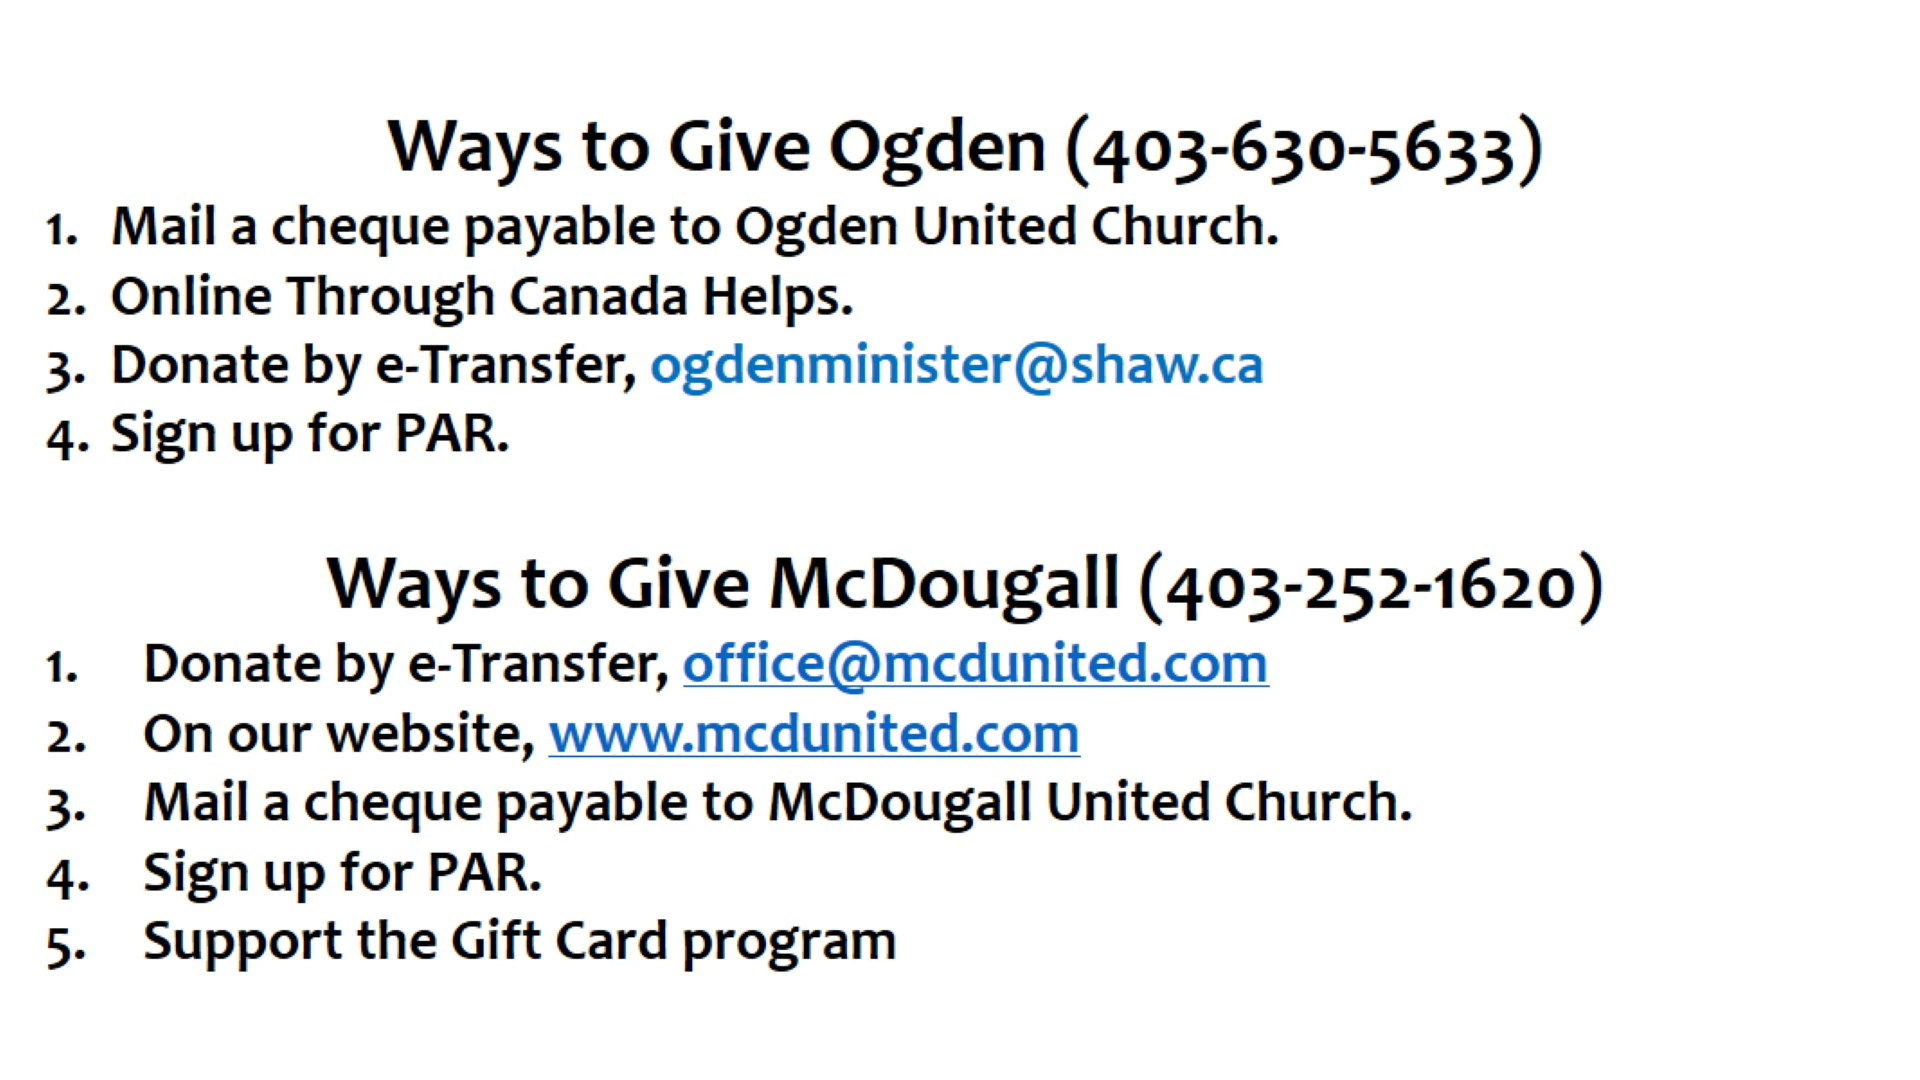 Ways to Give Ogden (403-630-5633)
1. Mail a cheque payable to Ogden United Church.
2. Online Through Canada Helps.
3. Donate by e-Transfer, ogdenminister@shaw.ca
4. Sign up for PAR.
Ways to Give McDougall (403-252-1620)
1. Donate by e-Transfer, office@mcdunited.com
2. On our website, www.mcdunited.com
3. Mail a cheque payable to McDougall United Church.
4. Sign up for PAR.
5. Support the Gift Card program